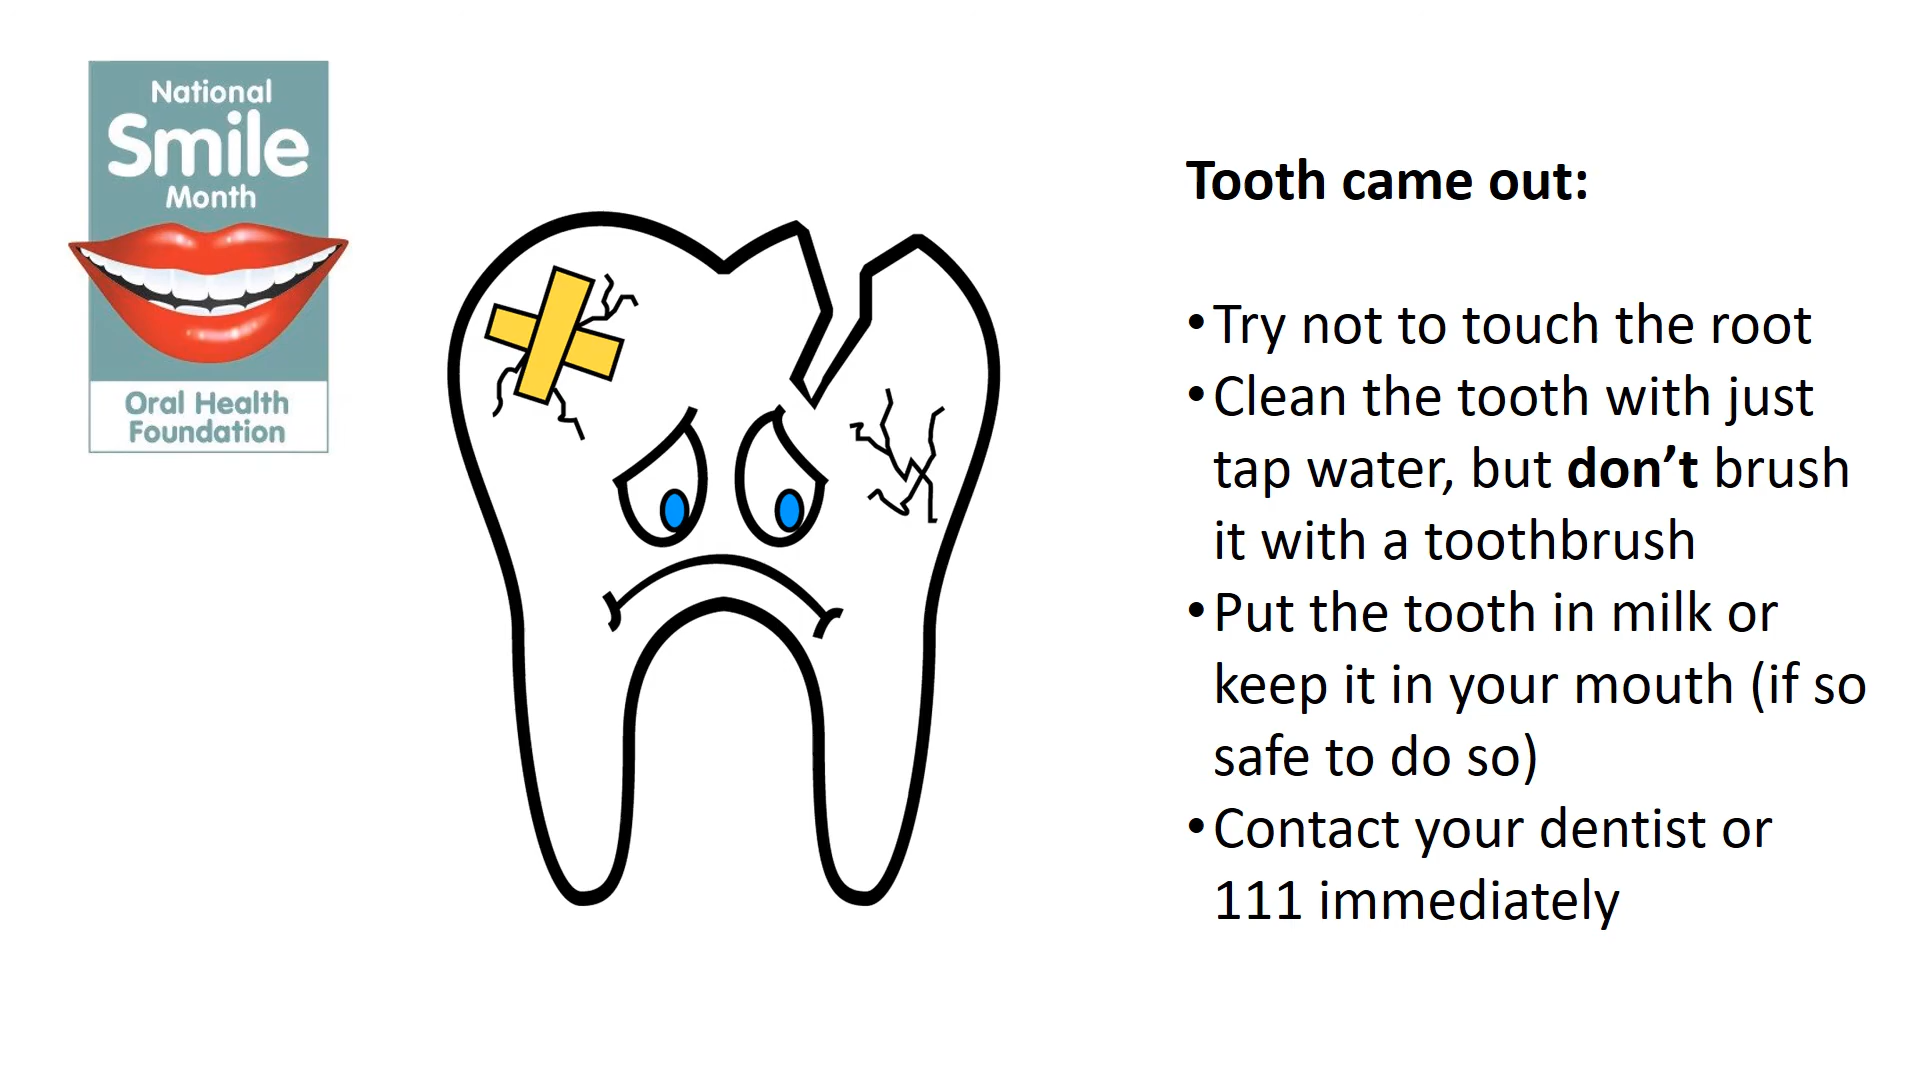 National
Smile
Month
Oral Health
Foundation
Tooth came out:
•Try not to touch the root
•Clean the tooth with just
tap water, but don’t brush
it with a toothbrush
•Put the tooth in milk or
keep it in your mouth (if so
safe to do so)
•Contact your dentist or
111 immediately